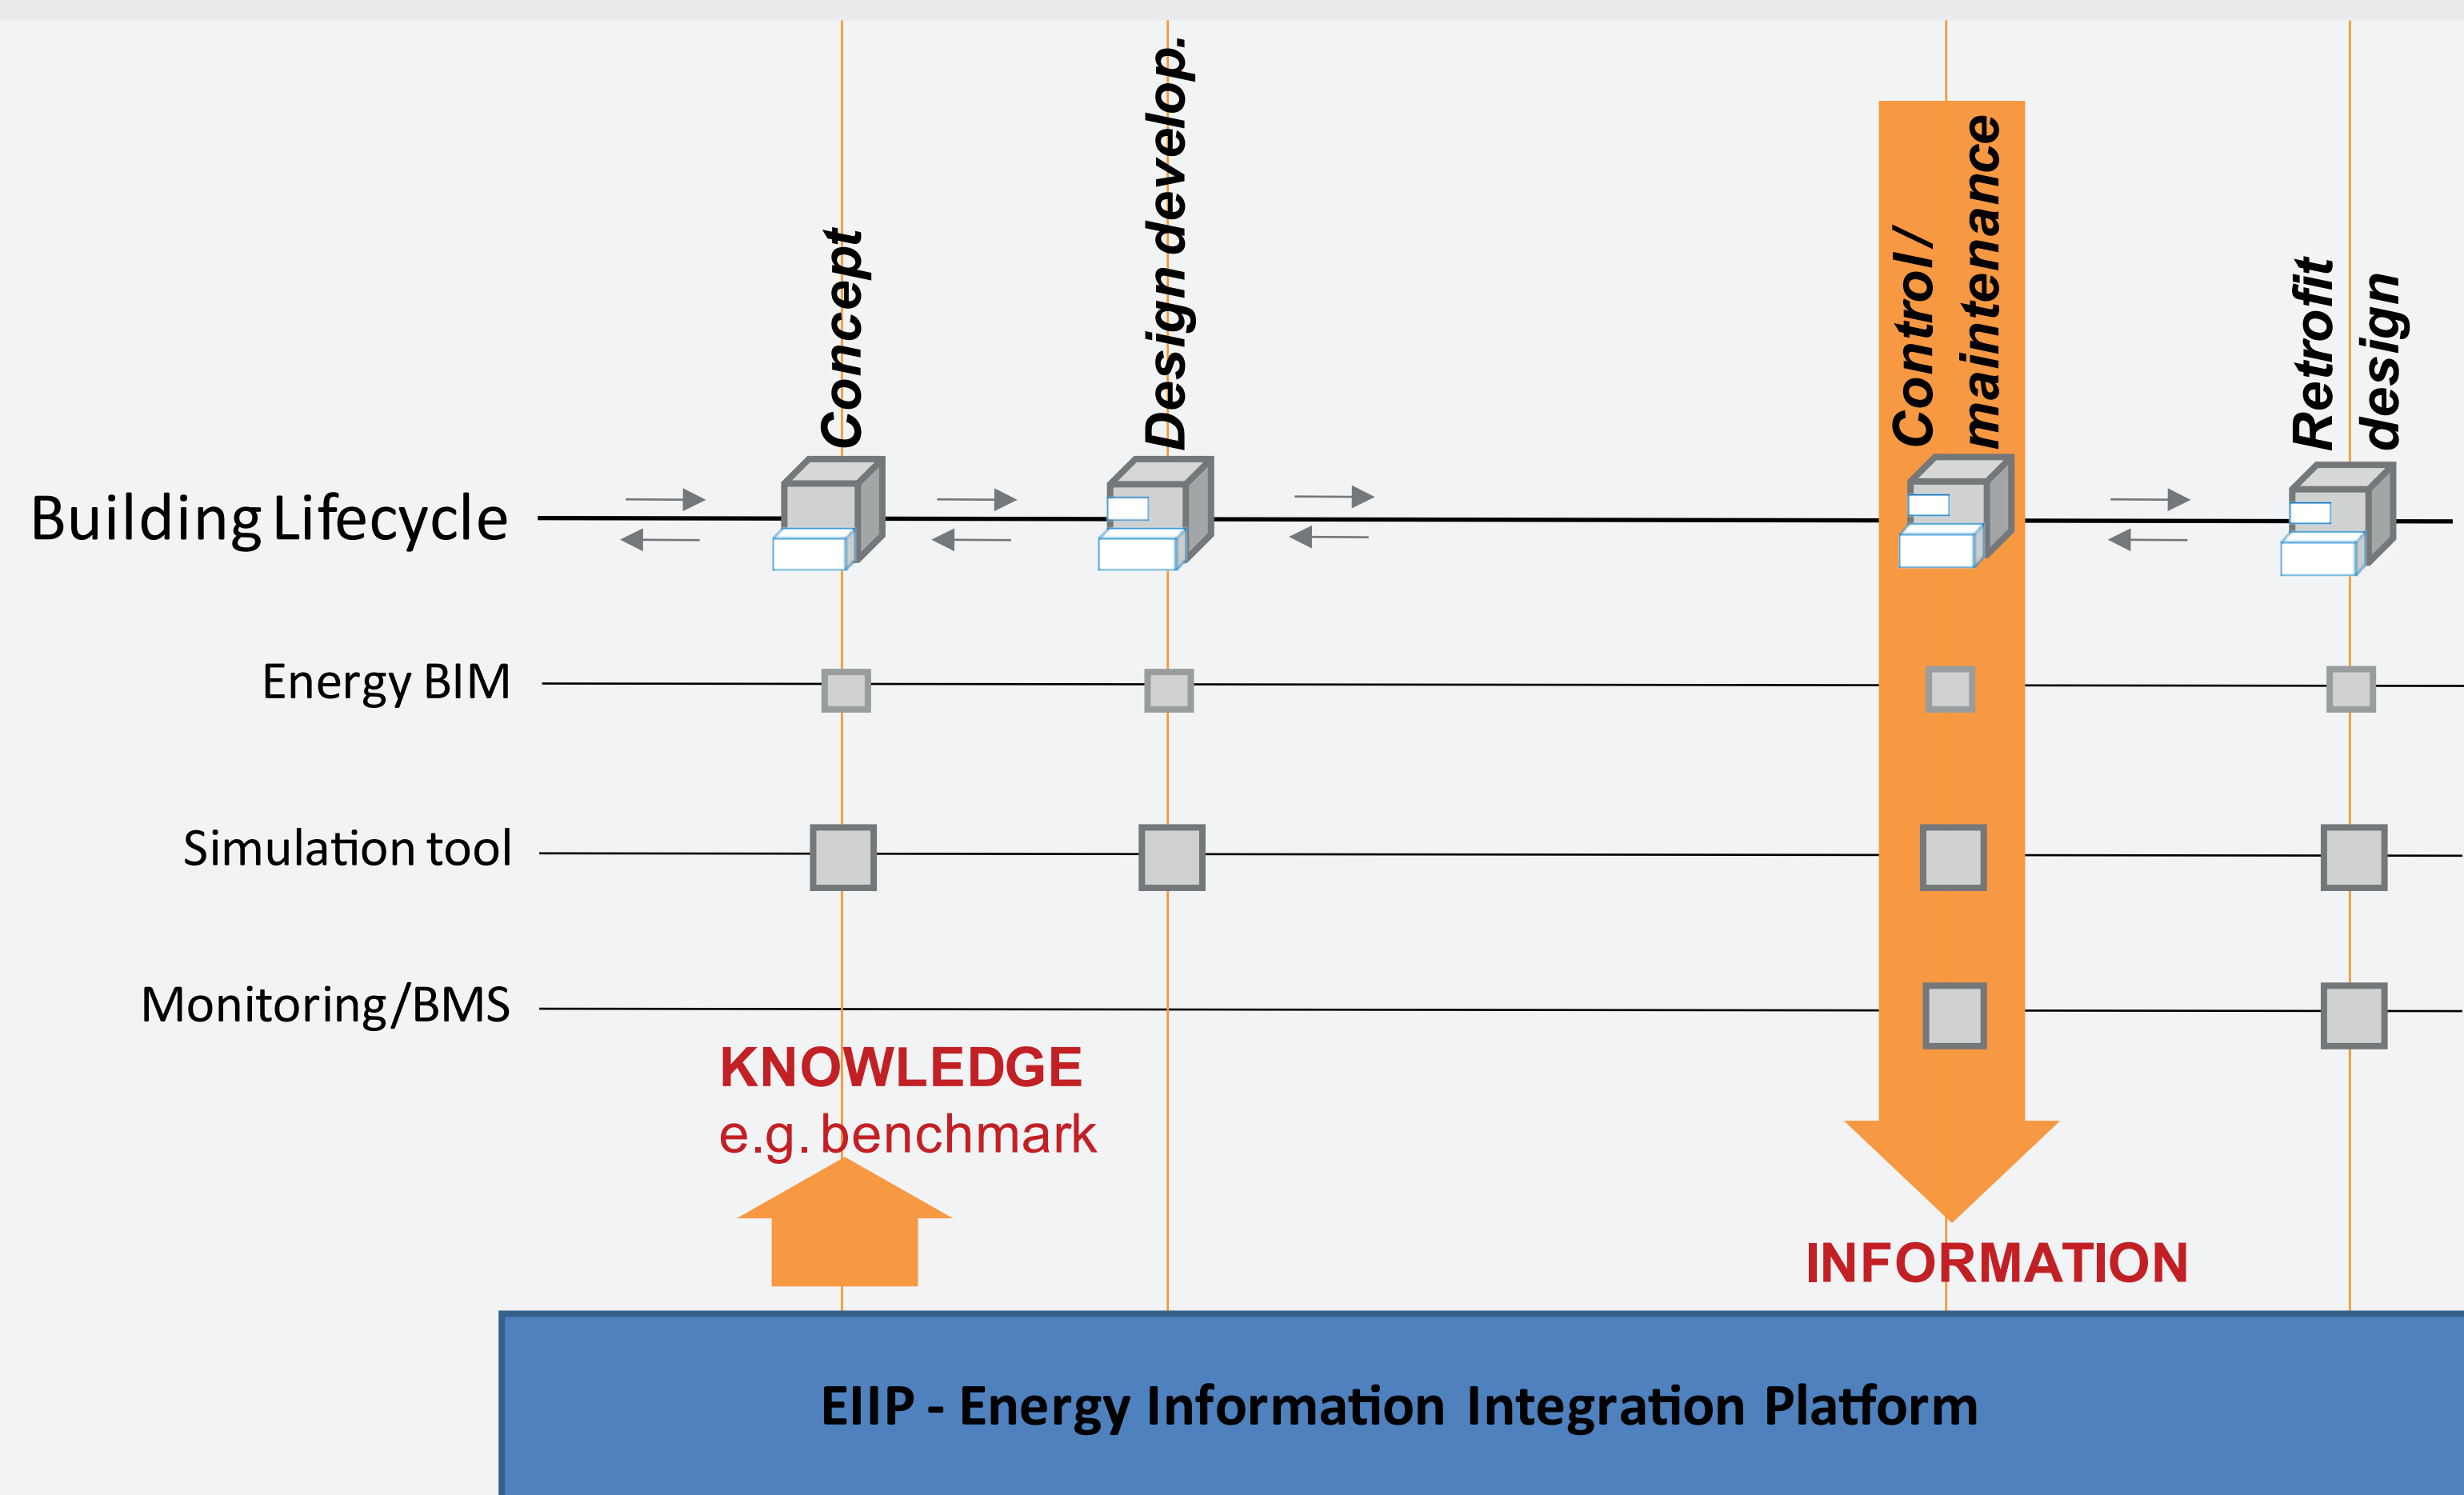 Concept
Design develop.
Control /
maintenance
Retrofit
design
Building Lifecycle
Energy BIM
Simulation tool
Monitoring/BMS
KNOWLEDGE
e.g. benchmark
INFORMATION
EIIP - Energy Information Integration Platform